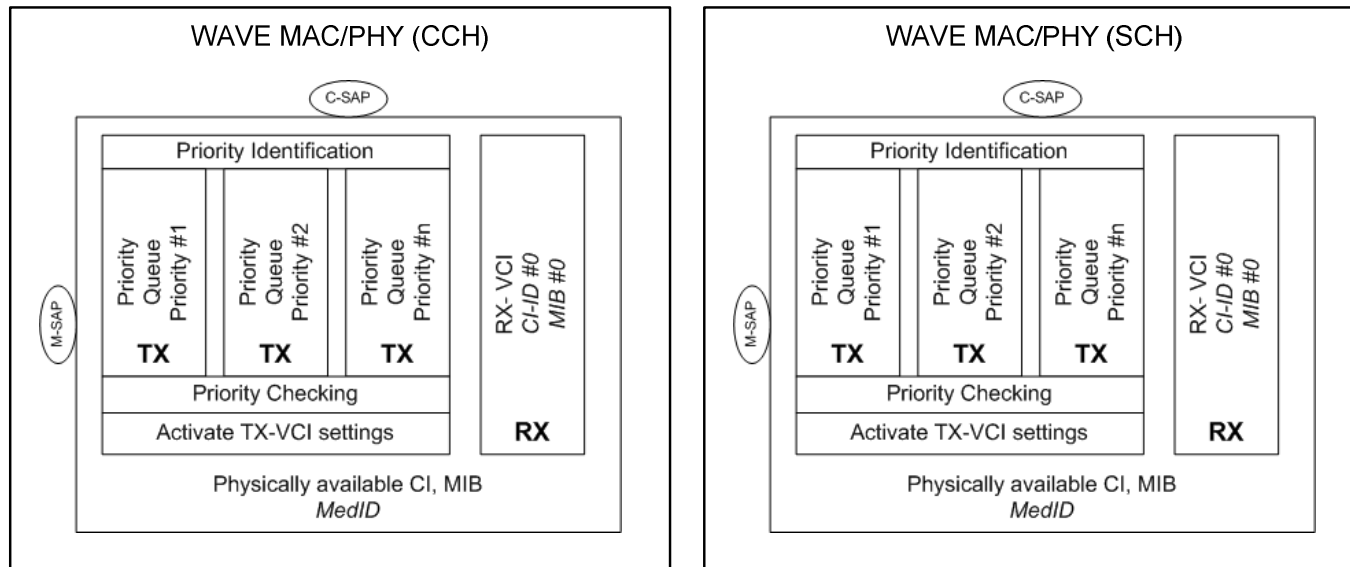 WAVE MAC/PHY (CCH)
C-SAP
M-SAP
Priority Identification
Priority
Queue
Priority #1
TX
Priority
Queue
Priority #2
TX
Priority
Queue
Priority #n
TX
Priority Checking
Activate TX-VCI settings
RX- VCI
CI-ID #0
MIB #0
RX
Physically available CI, MIB
MedID
WAVE MAC/PHY (SCH)
C-SAP
M-SAP
Priority Identification
Priority
Queue
Priority #1
TX
Priority
Queue
Priority #2
TX
Priority
Queue
Priority #n
TX
Priority Checking
Activate TX-VCI settings
RX- VCI
CI-ID #0
MIB #0
RX
Physically available CI, MIB
MedID